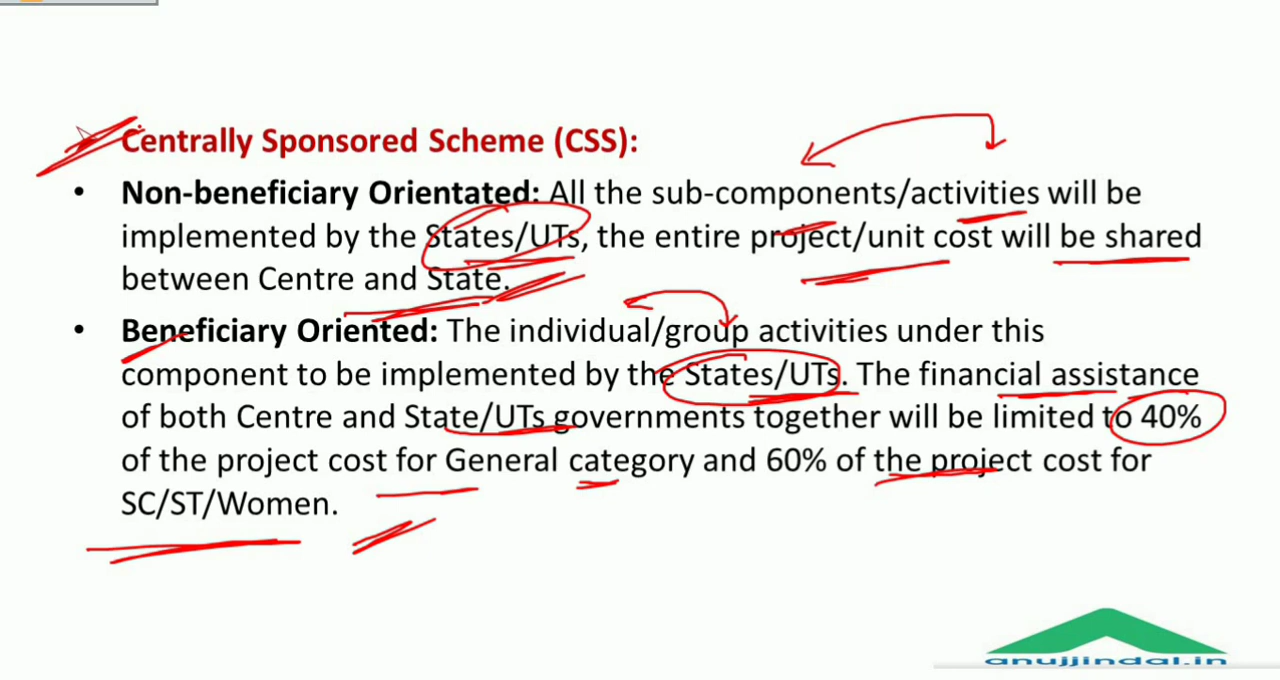 Centrally Sponsored Scheme (CSS):
• Non-beneficiary Orientated: All the sub-components/activities will be
implemented by the States/UTs, the entire project/unit cost will be shared
between Centre and State.
• Beneficiary Oriented: The individual/group activities under this
component to be implemented by the States/UTs. The financial assistance
of both Centre and State/UTs governments together will be limited to 40%
of the project cost for General category and 60% of the project cost for
SC/ST/Women.
anujjindal.in